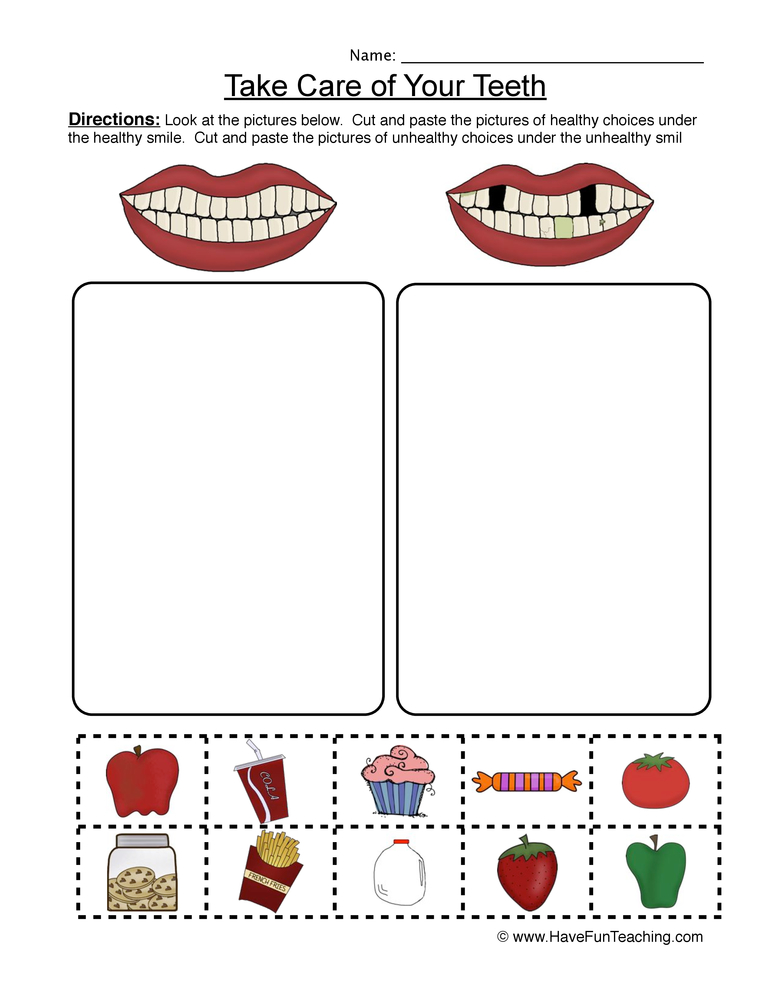 Name: ___________________________________
Take Care of Your Teeth
Directions: Look at the pictures below.  Cut and paste the pictures of healthy choices under
the healthy smile.  Cut and paste the pictures of unhealthy choices under the unhealthy smil
COLA
FRENCH FRIES
© www.HaveFunTeaching.com